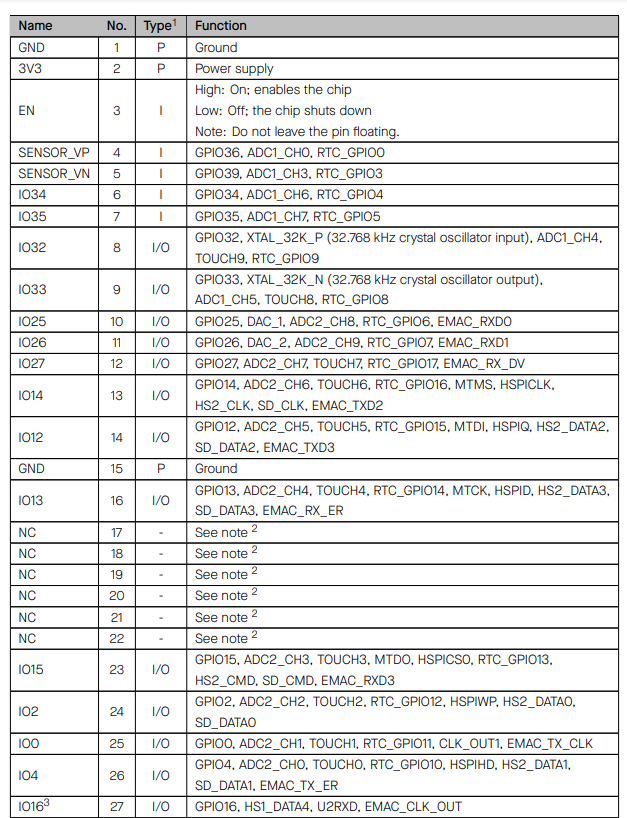 Name No. Type1 Function
GND 1 P Ground
3V3 2 P Power supply
High: On; enables the chip
EN 3 I Low: Off; the chip shuts down
Note: Do not leave the pin floating.
SENSOR_VP 4 I GPIO36, ADC1_CH0, RTC_GPIO0
SENSOR_VN 5 I GPIO39, ADC1_CH3, RTC_GPIO3
IO34 6 I GPIO34, ADC1_CH6, RTC_GPIO4
IO35 7 I GPIO35, ADC1_CH7, RTC_GPIO5
IO32 8 I/O GPIO32, XTAL_32K_P (32.768 kHz crystal oscillator input), ADC1_CH4,
TOUCH9, RTC_GPIO9
IO33 9 I/O GPIO33, XTAL_32K_N (32.768 kHz crystal oscillator output),
ADC1_CH5, TOUCH8, RTC_GPIO8
IO25 10 I/O GPIO25, DAC_1, ADC2_CH8, RTC_GPIO6, EMAC_RXD0
IO26 11 I/O GPIO26, DAC_2, ADC2_CH9, RTC_GPIO7, EMAC_RXD1
IO27 12 I/O GPIO27, ADC2_CH7, TOUCH7, RTC_GPIO17, EMAC_RX_DV
IO14 13 I/O GPIO14, ADC2_CH6, TOUCH6, RTC_GPIO16, MTMS, HSPICLK,
HS2_CLK, SD_CLK, EMAC_TXD2
IO12 14 I/O GPIO12, ADC2_CH5, TOUCH5, RTC_GPIO15, MTDI, HSPIQ, HS2_DATA2,
SD_DATA2, EMAC_TXD3
GND 15 P Ground
IO13 16 I/O GPIO13, ADC2_CH4, TOUCH4, RTC_GPIO14, MTCK, HSPID, HS2_DATA3,
SD_DATA3, EMAC_RX_ER
NC 17 - See note 2
NC 18 - See note 2
NC 19 - See note 2
NC 20 - See note 2
NC 21 - See note 2
NC 22 - See note 2
IO15 23 I/O GPIO15, ADC2_CH3, TOUCH3, MTDO, HSPICS0, RTC_GPIO13,
HS2_CMD, SD_CMD, EMAC_RXD3
IO2 24 I/O GPIO2, ADC2_CH2, TOUCH2, RTC_GPIO12, HSPIWP, HS2_DATA0,
SD_DATA0
IO0 25 I/O GPIO0, ADC2_CH1, TOUCH1, RTC_GPIO11, CLK_OUT1, EMAC_TX_CLK
IO4 26 I/O GPIO4, ADC2_CH0, TOUCH0, RTC_GPIO10, HSPIHD, HS2_DATA1,
SD_DATA1, EMAC_TX_ER
IO163 27 I/O GPIO16, HS1_DATA4, U2RXD, EMAC_CLK_OUT